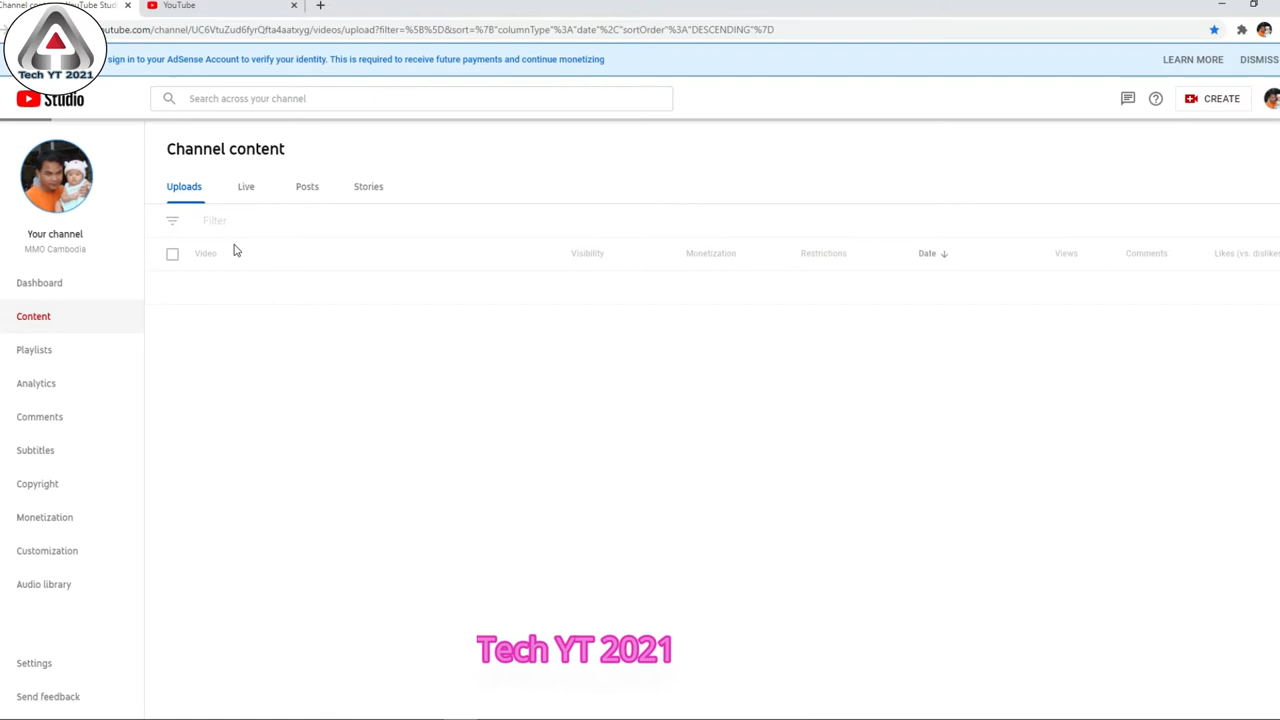 Channel content YouTube Stud
YouTube
utube.com/channel/UC6VtuZud6fyrQfta4aatxyg/videos/upload?filter=%5B%5D&sort=%7B"columnType"%3A"date"%2C"sortOrder"%3A"DESCENDING"%7D
Tech YT 2021
sign in to your AdSense Account to verify your identity. This is required to receive future payments and continue monetizing
LEARN MORE
DISMISS
Studio
Search across your channel
CREATE
Channel content
Uploads Live Posts Stories
Filter
Video Visibility Monetization Restrictions Date Views Comments Likes (vs. dislikes
Your channel
MMO Cambodia
Dashboard
Content
Playlists
Analytics
Comments
Subtitles
Copyright
Monetization
Customization
Audio library
Settings
Send feedback
Tech YT 2021